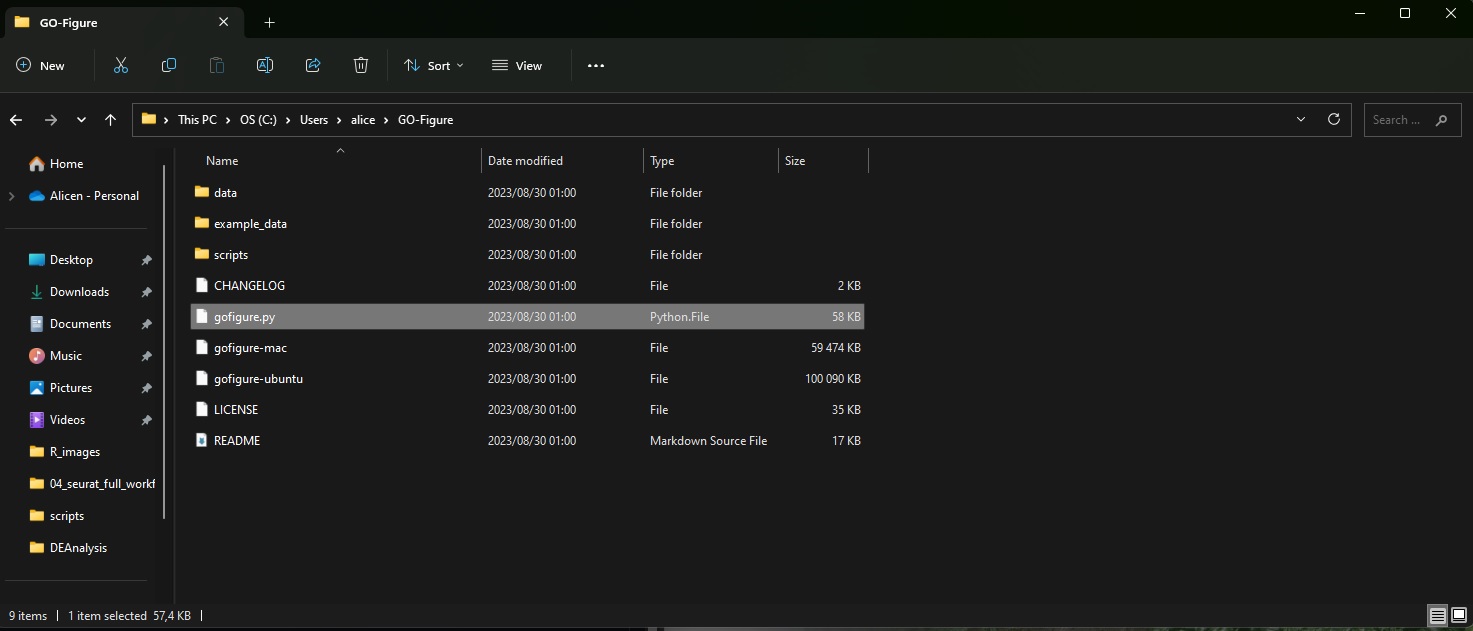 GO-Figure
New Sort View
This PC OS (C:) Users alice GO-Figure Search ...
Home
Alicen - Personal
Desktop
Downloads
Documents
Music
Pictures
Videos
R_images
04_seurat_full_workf
scripts
DEAnalysis
Name Date modified Type Size
data 2023/08/30 01:00 File folder
example_data 2023/08/30 01:00 File folder
scripts 2023/08/30 01:00 File folder
CHANGELOG 2023/08/30 01:00 File 2 KB
gofigure.py 2023/08/30 01:00 Python.File 58 KB
gofigure-mac 2023/08/30 01:00 File 59 474 KB
gofigure-ubuntu 2023/08/30 01:00 File 100 090 KB
LICENSE 2023/08/30 01:00 File 35 KB
README 2023/08/30 01:00 Markdown Source File 17 KB
9 items 1 item selected 57,4 KB